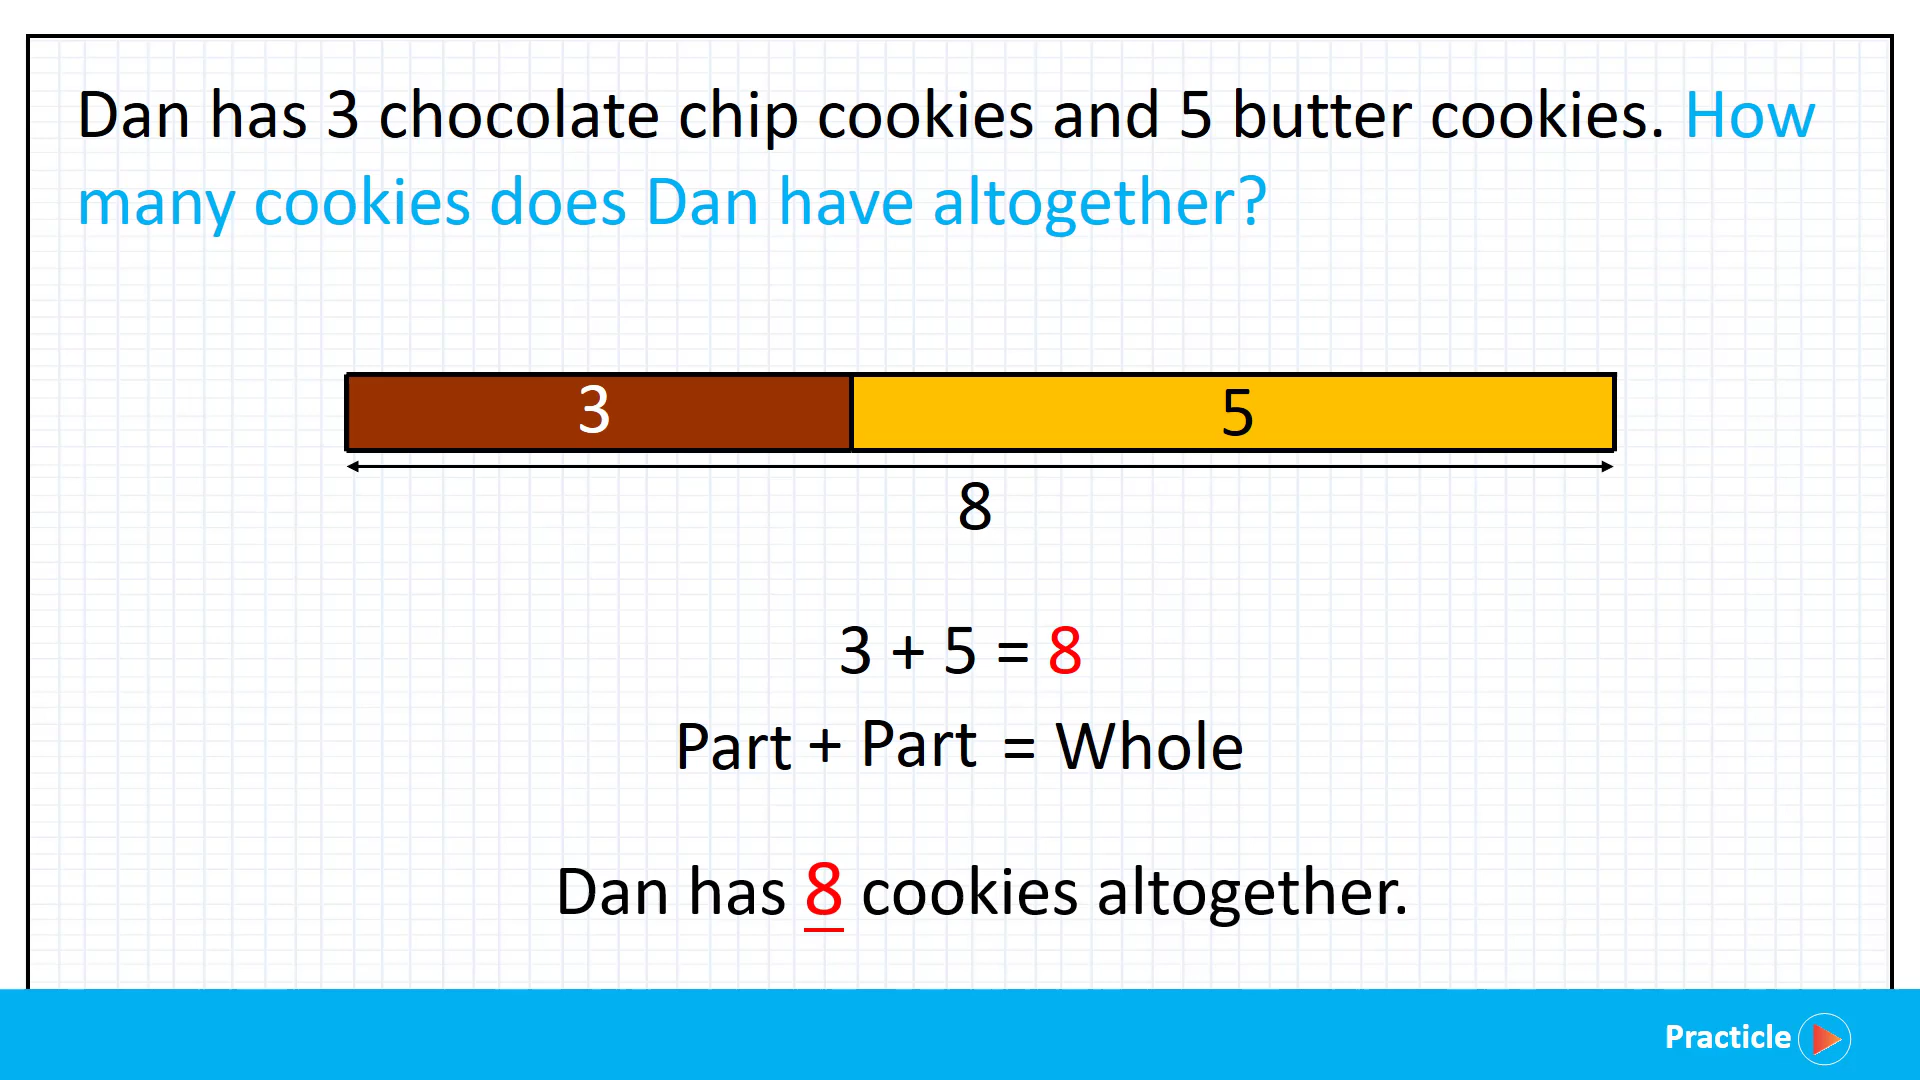 Dan has 3 chocolate chip cookies and 5 butter cookies. How
many cookies does Dan have altogether?
3 5
8
3 + 5 = 8
Part + Part = Whole
Dan has 8 cookies altogether.
Practicle